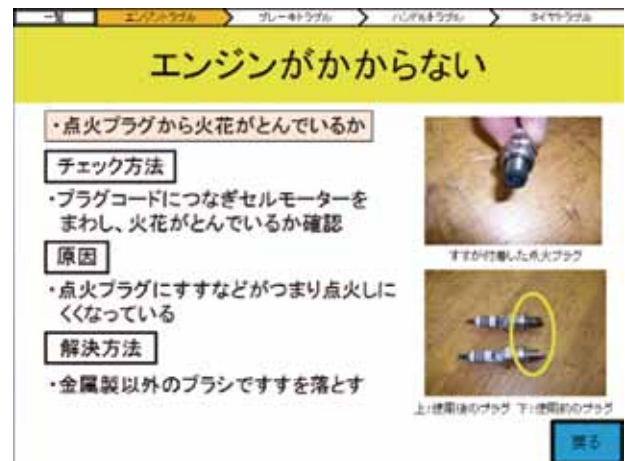 一覧
エンジントラブル
ブレーキトラブル
ハンドルトラブル
タイヤトラブル
エンジンがかからない
・点火プラグから火花がとんでいるか
チェック方法
・プラグコードにつなぎセルモーターを
まわし、火花がとんでいるか確認
原因
・点火プラグにすすなどがつまり点火しに
くくなっている
解決方法
・金属製以外のブラシですすを落とす
すすが付着した点火プラグ
上:使用後のプラグ 下:使用前のプラグ
戻る